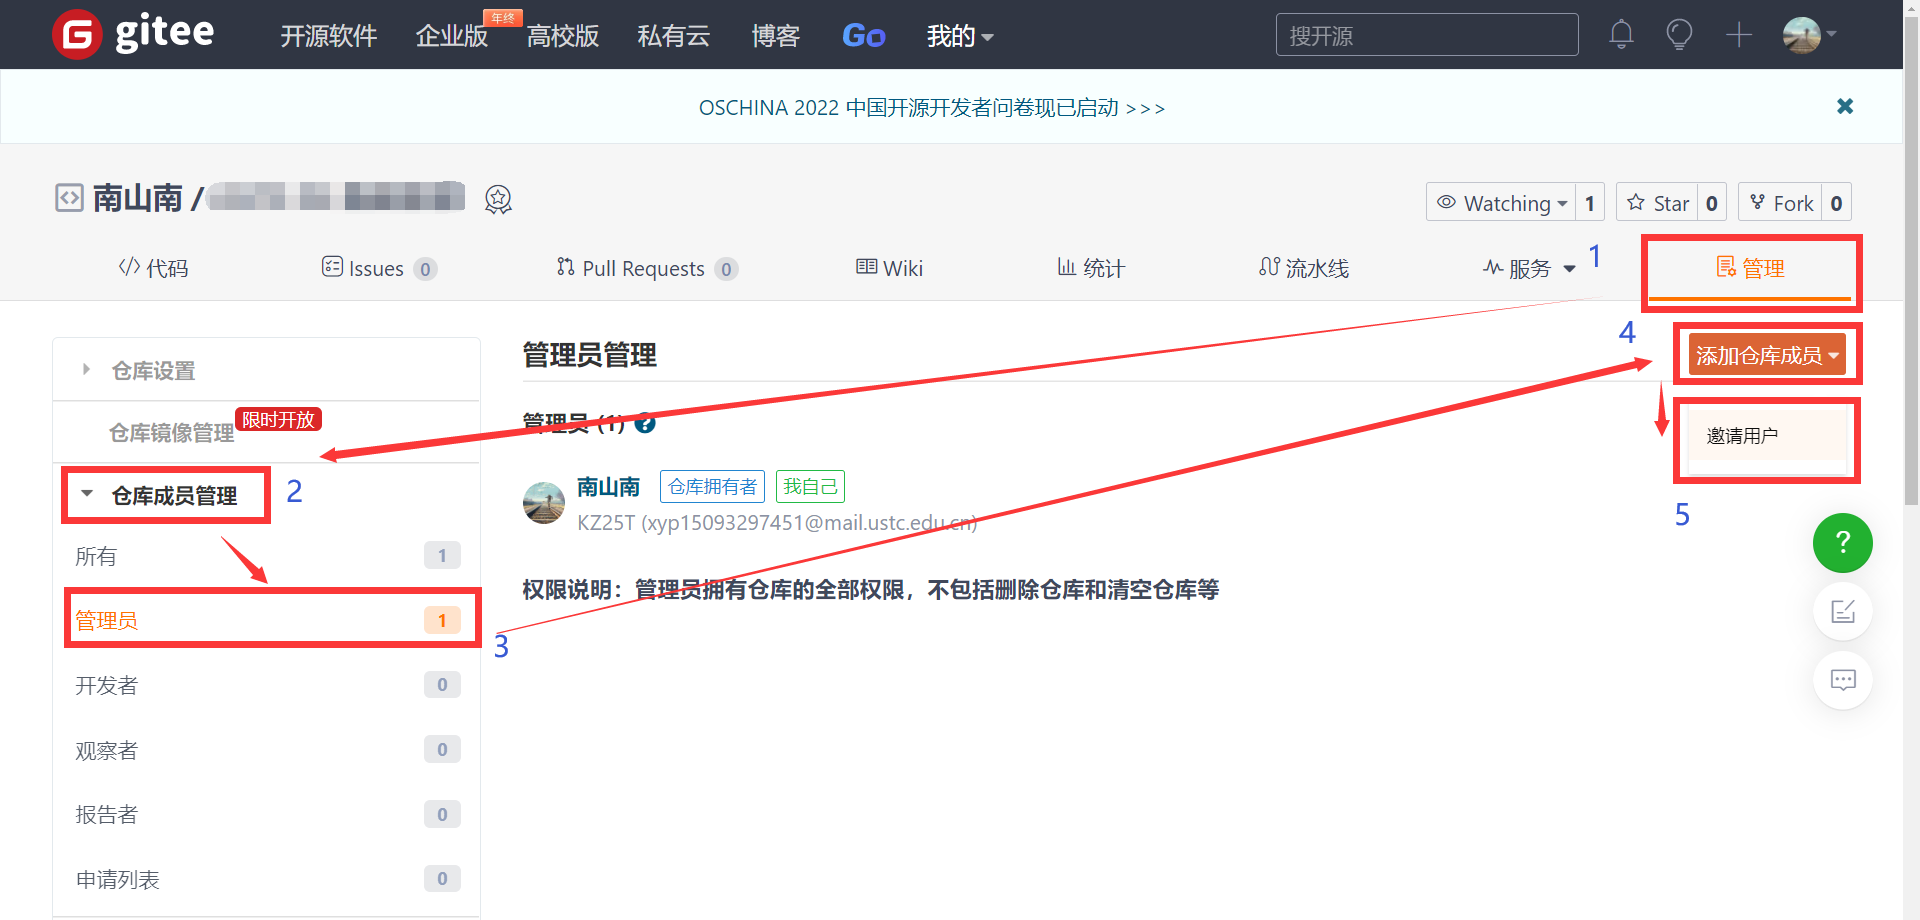 gitee
开源软件 企业版 年终 高校版 私有云 博客 Go 我的 搜开源
OSCHINA 2022 中国开源开发者问卷现已启动 >>>
南山南 /
Watching 1 Star 0 Fork 0
代码 Issues 0 Pull Requests 0 Wiki 统计 流水线 服务 1 管理
仓库设置
仓库镜像管理 限时开放
仓库成员管理 2
所有 1
管理员 1
3
开发者 0
观察者 0
报告者 0
申请列表 0
管理员管理
4
添加仓库成员
管理员 (1) ?
邀请用户
5
南山南 仓库拥有者 我自己
KZ25T (xyp15093297451@mail.ustc.edu.cn)
权限说明：管理员拥有仓库的全部权限，不包括删除仓库和清空仓库等
?